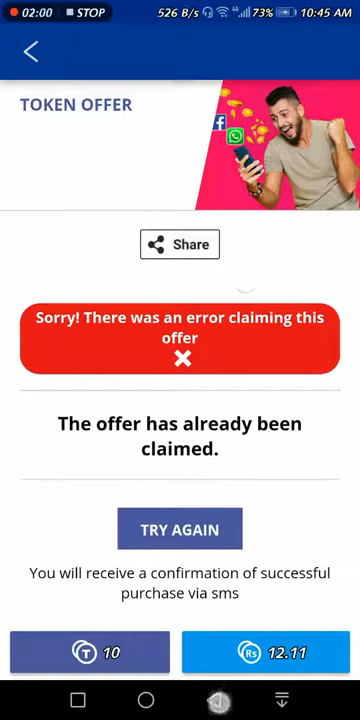 02:00 STOP 526 B/s 4G 73% 10:45 AM
TOKEN OFFER
Share
Sorry! There was an error claiming this
offer
The offer has already been
claimed.
TRY AGAIN
You will receive a confirmation of successful
purchase via sms
T 10 Rs 12.11